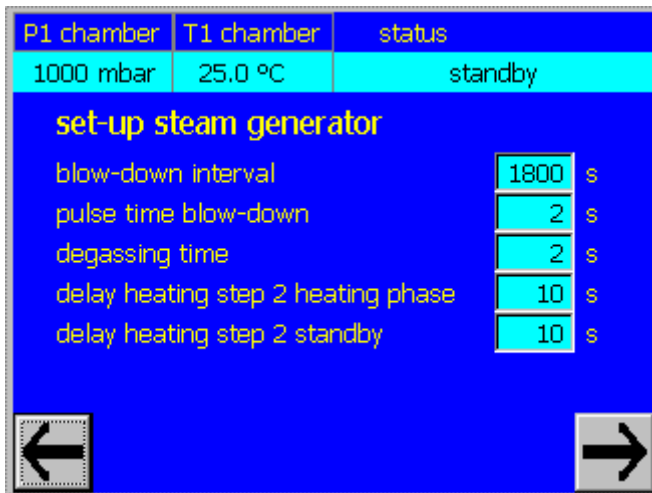 P1 chamber T1 chamber status
1000 mbar 25.0 ºC standby
set-up steam generator
blow-down interval 1800 s
pulse time blow-down 2 s
degassing time 2 s
delay heating step 2 heating phase 10 s
delay heating step 2 standby 10 s